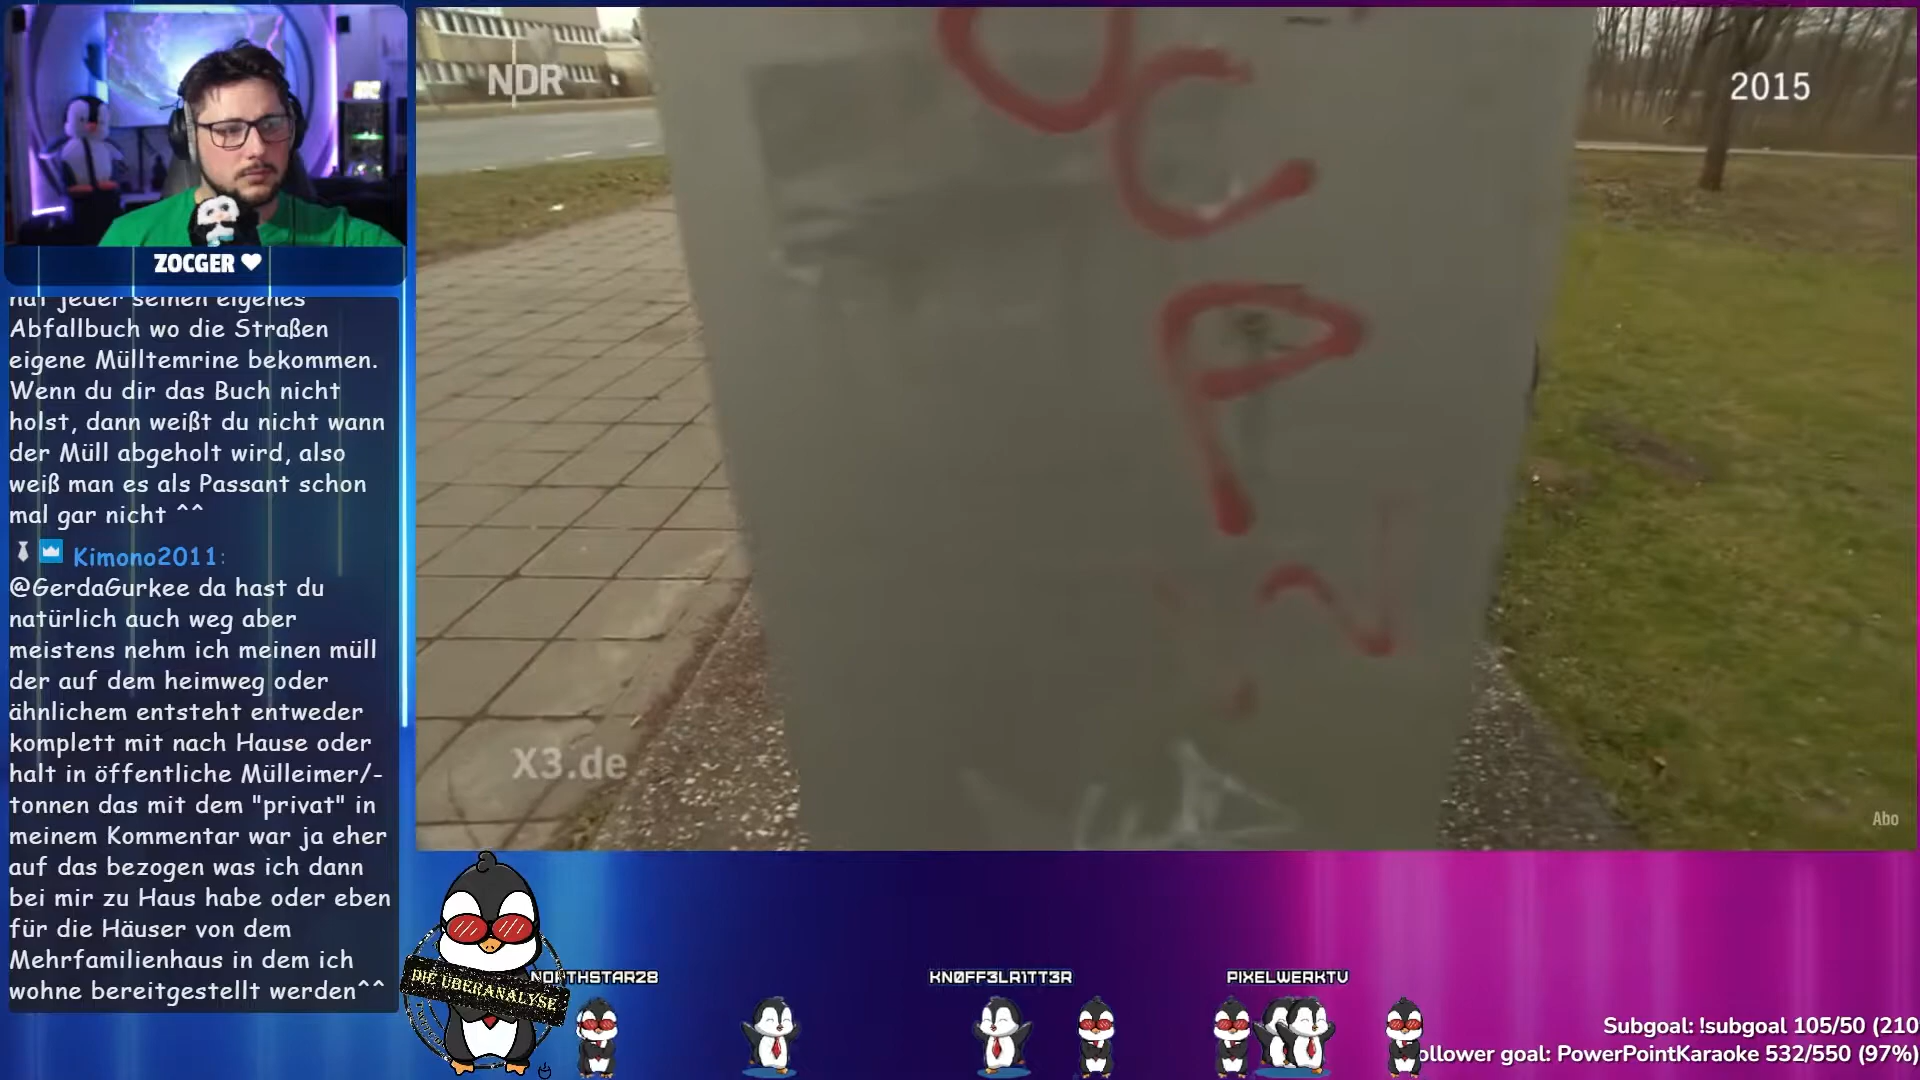 NDR
2015
ZOCGER
hat jeder seinen eigenes
Abfallbuch wo die Straßen
eigene Mülltemrine bekommen.
Wenn du dir das Buch nicht
holst, dann weißt du nicht wann
der Müll abgeholt wird, also
weiß man es als Passant schon
mal gar nicht ^^
Kimono2011:
@GerdaGurkee da hast du
natürlich auch weg aber
meistens nehm ich meinen müll
der auf dem heimweg oder
ähnlichem entsteht entweder
komplett mit nach Hause oder
halt in öffentliche Mülleimer/-
tonnen das mit dem "privat" in
meinem Kommentar war ja eher
auf das bezogen was ich dann
bei mir zu Haus habe oder eben
für die Häuser von dem
Mehrfamilienhaus in dem ich
wohne bereitgestellt werden^^
X3.de
Abo
DIE ÜBERANALYSE
NORTHSTAR28
KNØFF3LR1TT3R
PIXELWERKTV
Subgoal: !subgoal 105/50 (210
ollower goal: PowerPointKaraoke 532/550 (97%)